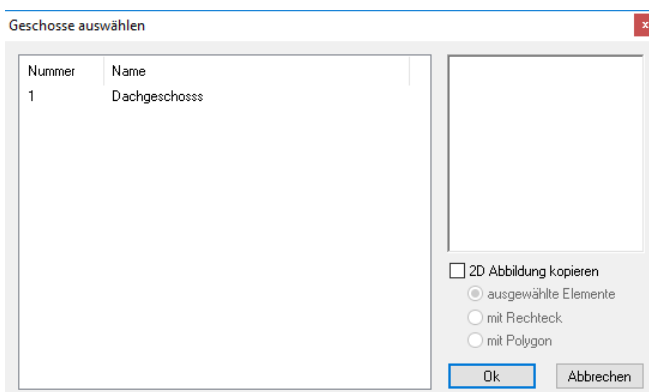 Geschosse auswählen
x
Nummer Name
1 Dachgeschosss
2D Abbildung kopieren
ausgewählte Elemente
mit Rechteck
mit Polygon
Ok Abbrechen